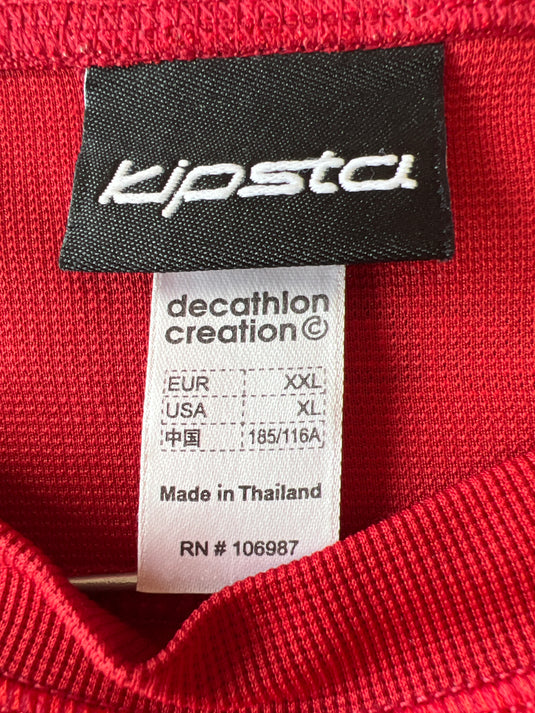 kipsta
decathlon
creation©
EUR XXL
USA XL
中国 185/116A
Made in Thailand
RN # 106987